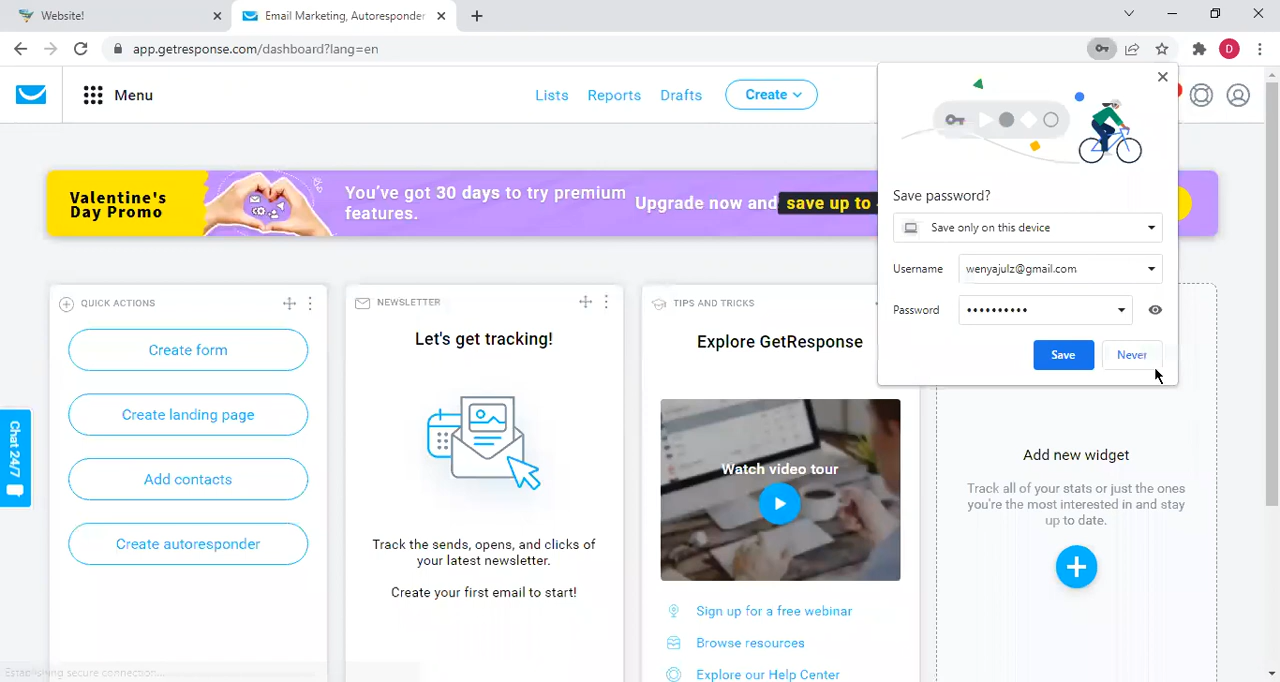 Website!
Email Marketing, Autoresponder
app.getresponse.com/dashboard?lang=en
D
Menu
Lists
Reports
Drafts
Create
Valentine's
Day Promo
You've got 30 days to try premium
features.
Upgrade now and save up to
Save password?
Save only on this device
Username
wenyajulz@gmail.com
Password
••••••••••
Save
Never
QUICK ACTIONS
Create form
Create landing page
Add contacts
Create autoresponder
NEWSLETTER
Let's get tracking!
Track the sends, opens, and clicks of
your latest newsletter.
Create your first email to start!
TIPS AND TRICKS
Explore GetResponse
Watch video tour
Sign up for a free webinar
Browse resources
Explore our Help Center
Add new widget
Track all of your stats or just the ones
you're the most interested in and stay
up to date.
Chat 24/7
Establishing secure connection...